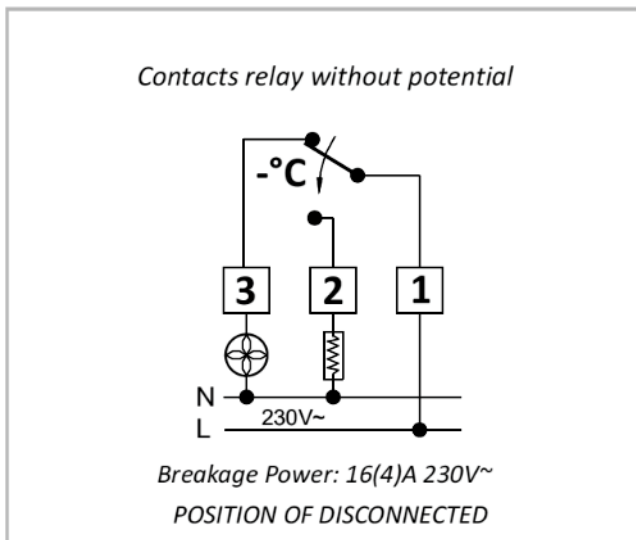 Contacts relay without potential
-°C
3 2 1
N
230V~
L
Breakage Power: 16(4)A 230V~
POSITION OF DISCONNECTED